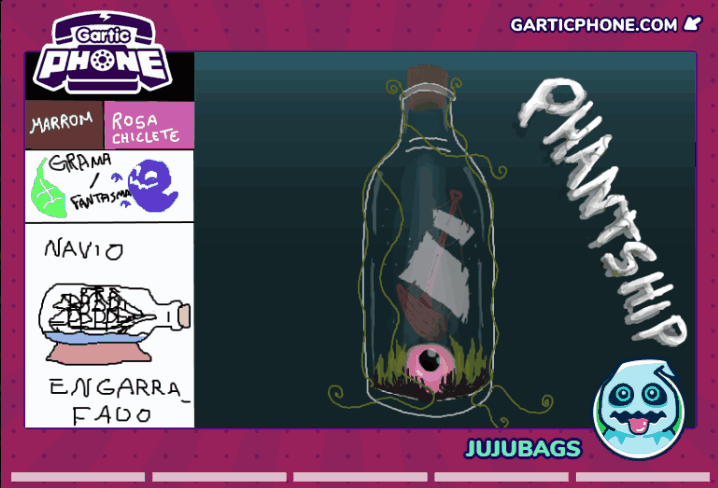 GARTICPHONE.COM
Gartic
PHONE
MARROM
ROSA
CHICLETE
GRAMA
/
FANTASMA
NAVIO
ENGARRA_
FADO
PHANTSHIP
JUJUBAGS